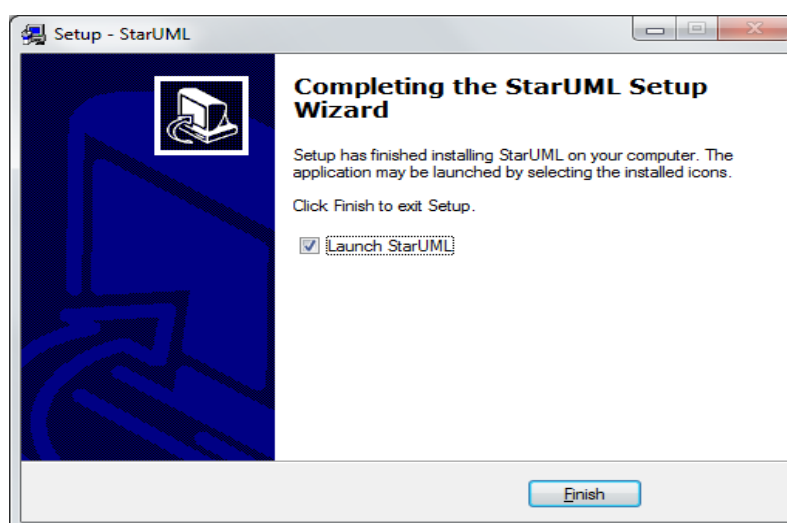 Setup - StarUML
Completing the StarUML Setup
Wizard
Setup has finished installing StarUML on your computer. The
application may be launched by selecting the installed icons.
Click Finish to exit Setup.
Launch StarUML
Finish